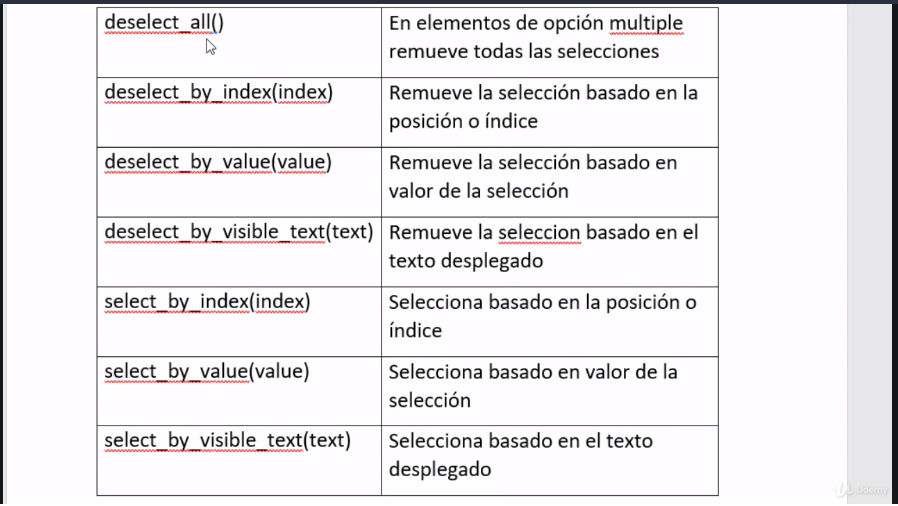 deselect_all()
En elementos de opción multiple
remueve todas las selecciones
deselect_by_index(index)
Remueve la selección basado en la
posición o índice
deselect_by_value(value)
Remueve la selección basado en
valor de la selección
deselect_by_visible_text(text)
Remueve la seleccion basado en el
texto desplegado
select_by_index(index)
Selecciona basado en la posición o
índice
select_by_value(value)
Selecciona basado en valor de la
selección
select_by_visible_text(text)
Selecciona basado en el texto
desplegado
Udemy